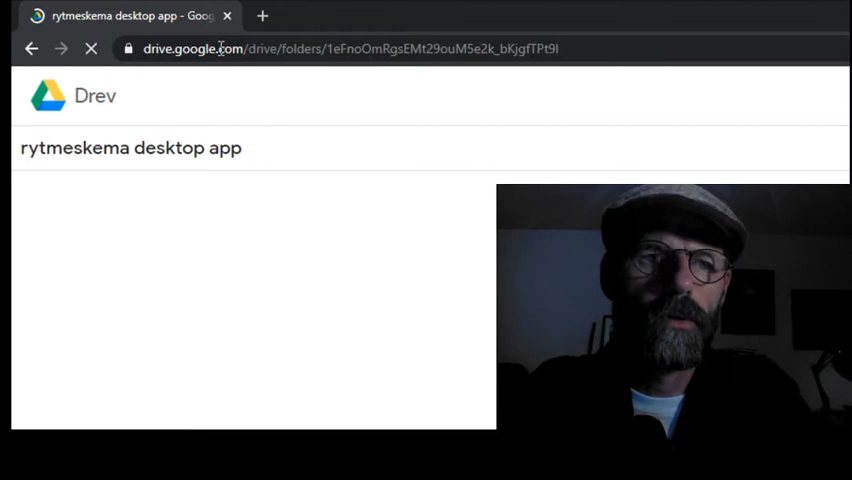 rytmeskema desktop app - Goog
drive.google.com/drive/folders/1eFnoOmRgsEMt29ouM5e2k_bKjgfTPt9l
Drev
rytmeskema desktop app